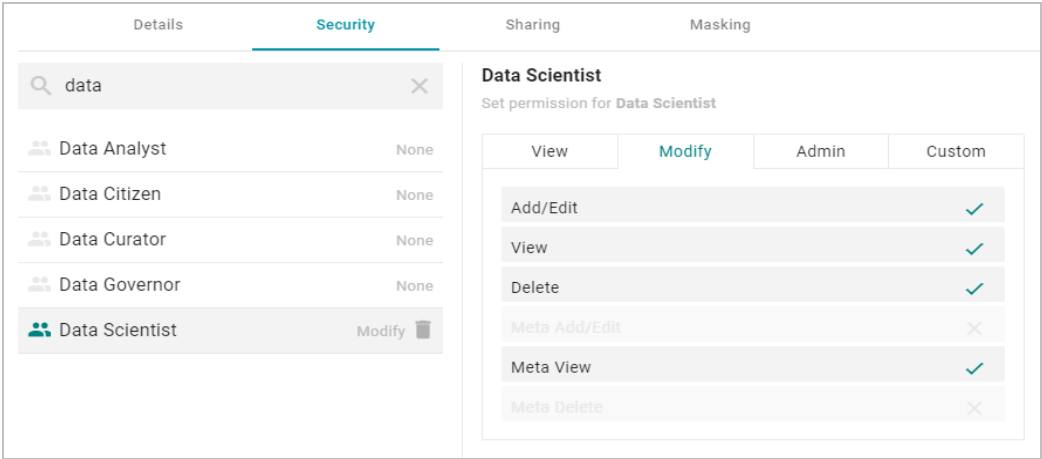 Details Security Sharing Masking
data
Data Analyst None
Data Citizen None
Data Curator None
Data Governor None
Data Scientist Modify
Data Scientist
Set permission for Data Scientist
View Modify Admin Custom
Add/Edit
View
Delete
Meta Add/Edit
Meta View
Meta Delete